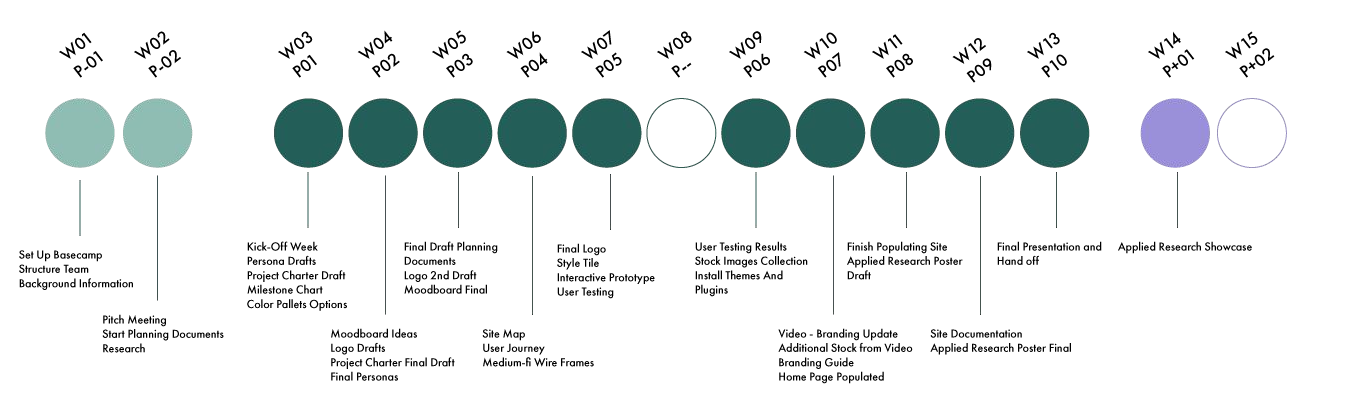 W01
P-01
W02
P-02
W03
P01
W04
P02
W05
P03
W06
P04
W07
P05
W08
P--
W09
P06
W10
P07
W11
P08
W12
P09
W13
P10
W14
P+01
W15
P+02
Set Up Basecamp
Structure Team
Background Information
Pitch Meeting
Start Planning Documents
Research
Kick-Off Week
Persona Drafts
Project Charter Draft
Milestone Chart
Color Pallets Options
Moodboard Ideas
Logo Drafts
Project Charter Final Draft
Final Personas
Final Draft Planning
Documents
Logo 2nd Draft
Moodboard Final
Site Map
User Journey
Medium-fi Wire Frames
Final Logo
Style Tile
Interactive Prototype
User Testing
User Testing Results
Stock Images Collection
Install Themes And
Plugins
Video - Branding Update
Additional Stock from Video
Branding Guide
Home Page Populated
Finish Populating Site
Applied Research Poster
Draft
Site Documentation
Applied Research Poster Final
Final Presentation and
Hand off
Applied Research Showcase